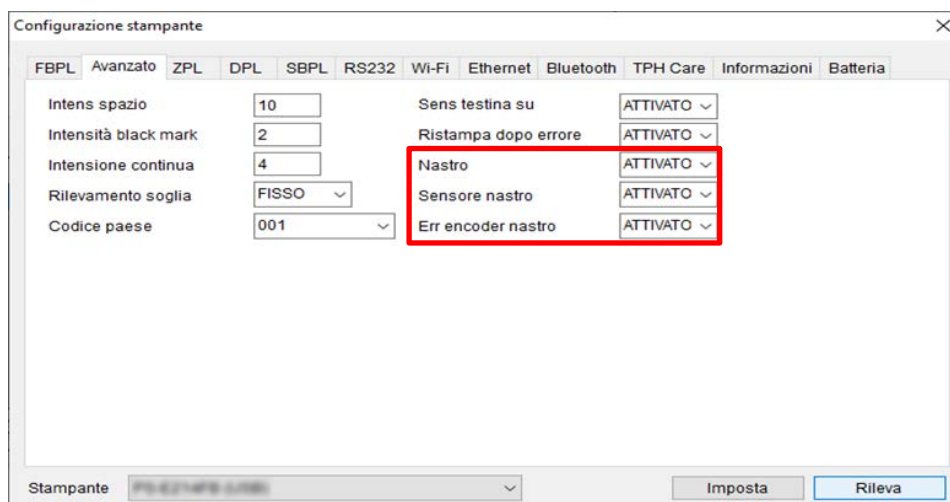 Configurazione stampante
FBPL Avanzato ZPL DPL SBPL RS232 Wi-Fi Ethernet Bluetooth TPH Care Informazioni Batteria
Intens spazio 10 Sens testina su ATTIVATO
Intensità black mark 2 Ristampa dopo errore ATTIVATO
Intensione continua 4 Nastro ATTIVATO
Rilevamento soglia FISSO Sensore nastro ATTIVATO
Codice paese 001 Err encoder nastro ATTIVATO
Stampante Imposta Rileva